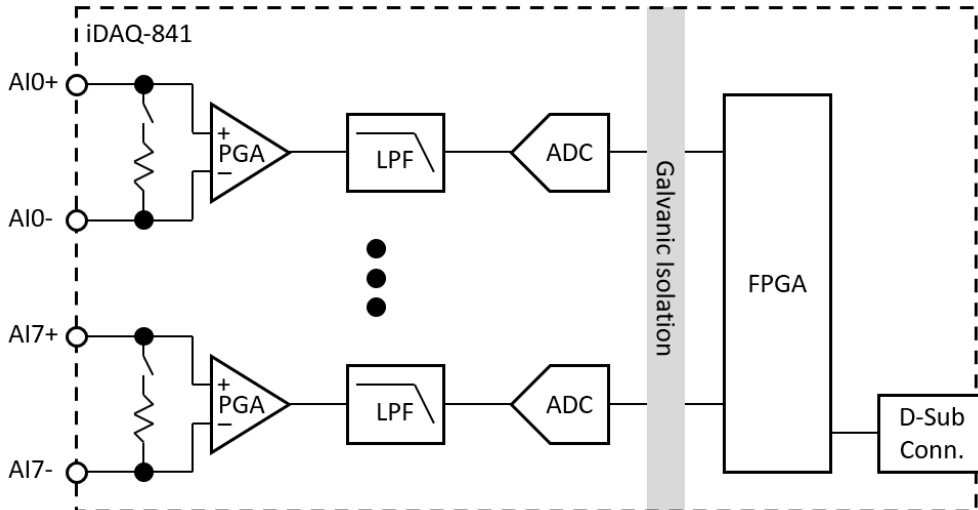 iDAQ-841
AI0+
+
PGA
−
LPF
ADC
AI0-
Galvanic Isolation
FPGA
AI7+
+
PGA
−
LPF
ADC
AI7-
D-Sub
Conn.